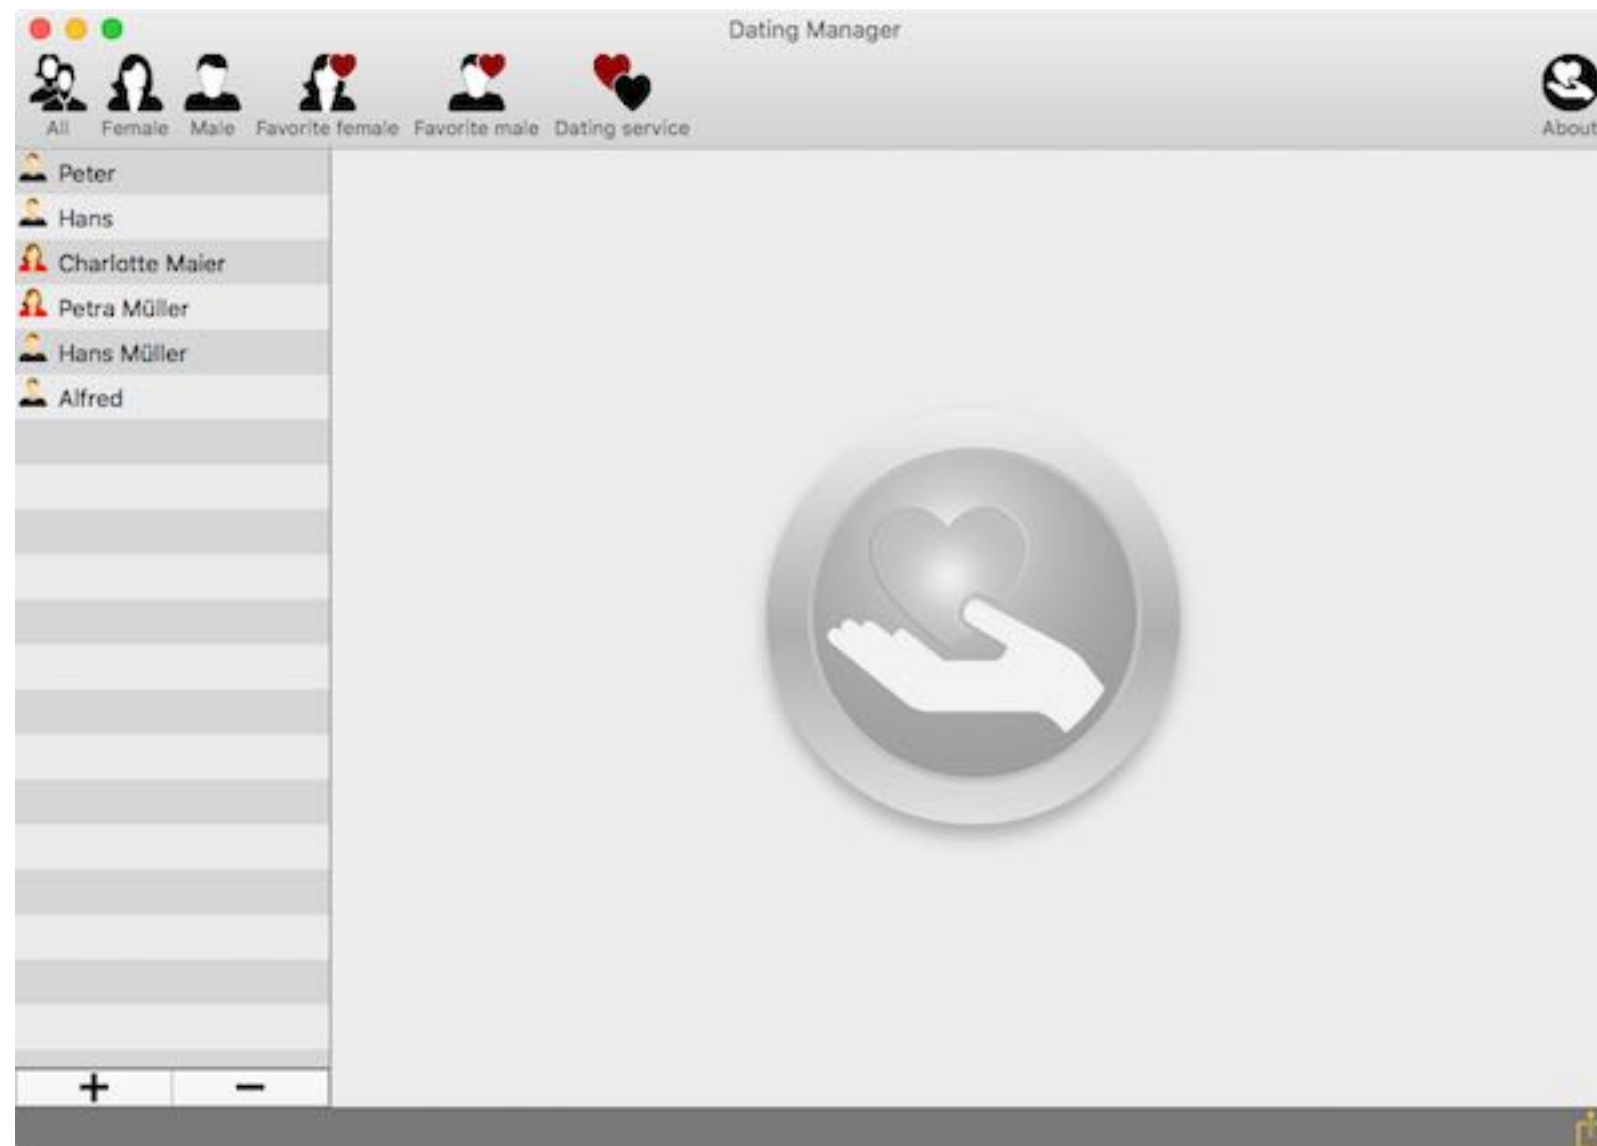 Dating Manager
All Female Male Favorite female Favorite male Dating service About
Peter
Hans
Charlotte Maier
Petra Müller
Hans Müller
Alfred